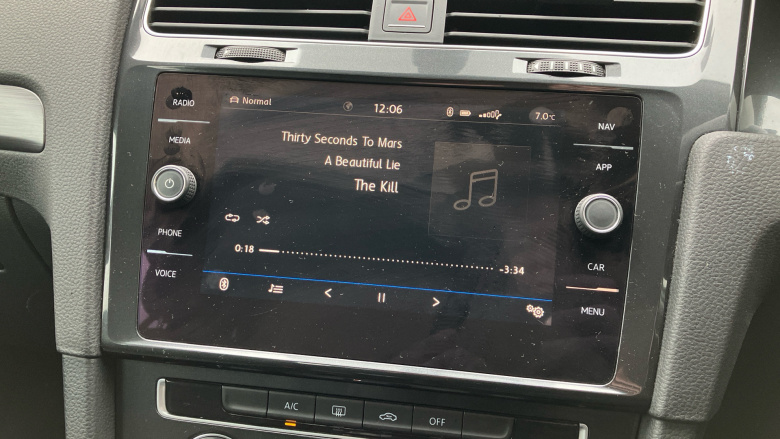 RADIO
Normal
12:06
7.0°C
NAV
MEDIA
Thirty Seconds To Mars
A Beautiful Lie
The Kill
APP
PHONE
0:18
-3:34
CAR
VOICE
MENU
A/C
OFF